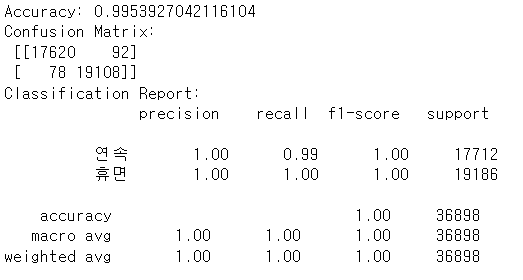 Accuracy: 0.9953927042116104
Confusion Matrix:
[[17620 92]
[ 78 19108]]
Classification Report:
precision recall f1-score support
연속 1.00 0.99 1.00 17712
휴면 1.00 1.00 1.00 19186
accuracy 1.00 36898
macro avg 1.00 1.00 1.00 36898
weighted avg 1.00 1.00 1.00 36898